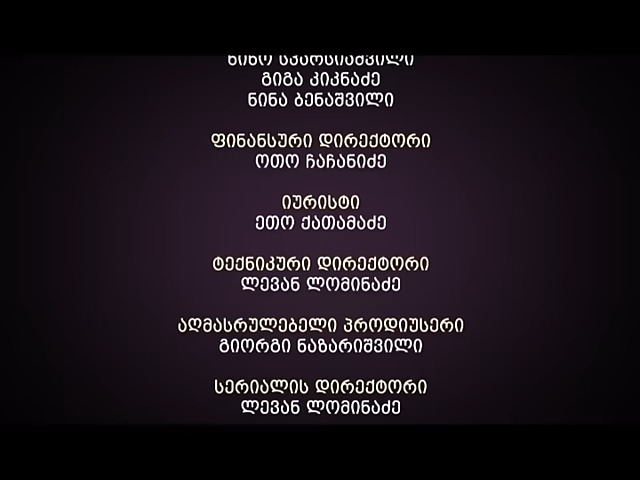 ნინო
გიგა კიკნაძე
ნინა ბენაშვილი
ფინანსური დირექტორი
ოთო ჩაჩანიძე
იურისტი
ეთო ქათამაძე
ტექნიკური დირექტორი
ლევან ლომინაძე
აღმასრულებელი პროდიუსერი
გიორგი ნაზარიშვილი
სერიალის დირექტორი
ლევან ლომინაძე